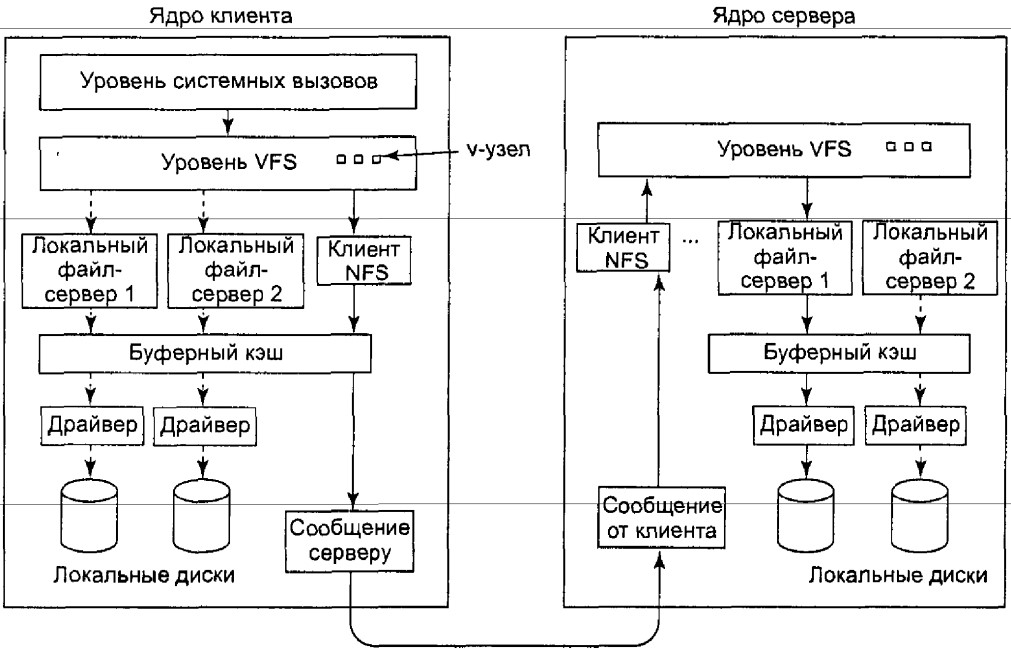 Ядро клиента
Ядро сервера
Уровень системных вызовов
Уровень VFS
v-узел
Уровень VFS
Локальный
файл-
сервер 1
Локальный
файл-
сервер 2
Клиент
NFS
Клиент
NFS
...
Локальный
файл-
сервер 1
Локальный
файл-
сервер 2
Буферный кэш
Буферный кэш
Драйвер
Драйвер
Драйвер
Драйвер
Сообщение
серверу
Сообщение
от клиента
Локальные диски
Локальные диски